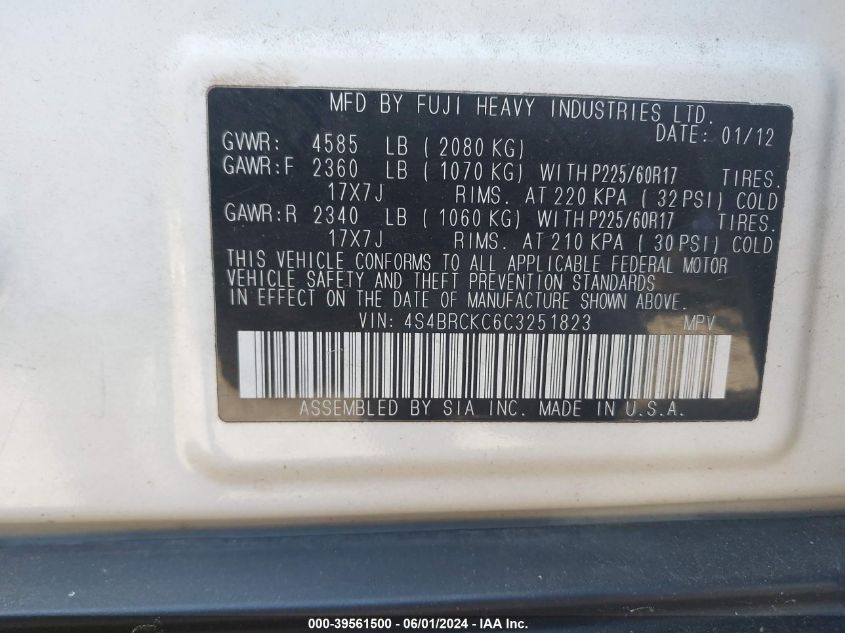 MFD BY FUJI HEAVY INDUSTRIES LTD.
DATE: 01/12
GVWR: 4585 LB ( 2080 KG)
GAWR:F 2360 LB ( 1070 KG) WITH P225/60R17 TIRES.
17X7J RIMS. AT 220 KPA ( 32 PSI) COLD
GAWR:R 2340 LB ( 1060 KG) WITH P225/60R17 TIRES.
17X7J RIMS. AT 210 KPA ( 30 PSI) COLD
THIS VEHICLE CONFORMS TO ALL APPLICABLE FEDERAL MOTOR
VEHICLE SAFETY AND THEFT PREVENTION STANDARDS
IN EFFECT ON THE DATE OF MANUFACTURE SHOWN ABOVE.
VIN: 4S4BRCKC6C3251823 MPV
ASSEMBLED BY SIA INC. MADE IN U.S.A.
000-39561500 - 06/01/2024 - IAAI.com